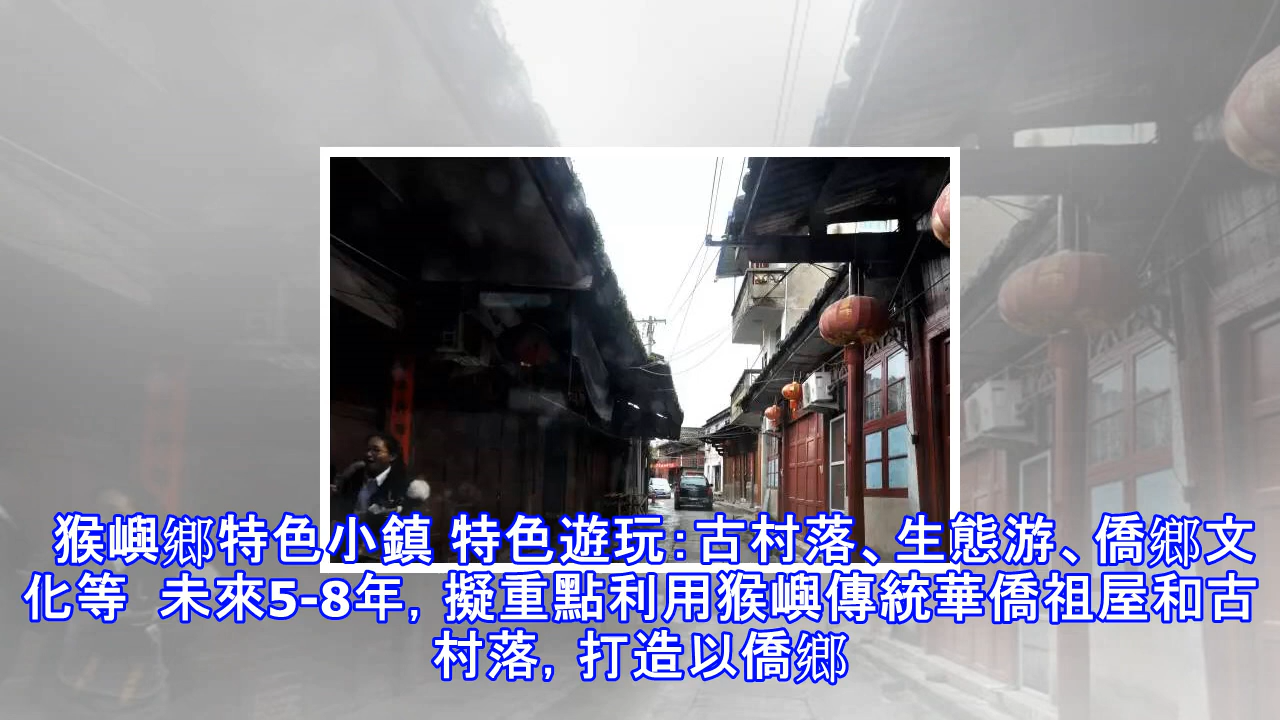 猴嶼鄉特色小鎮 特色遊玩：古村落、生態游、僑鄉文
化等 未來5-8年，擬重點利用猴嶼傳統華僑祖屋和古
村落，打造以僑鄉